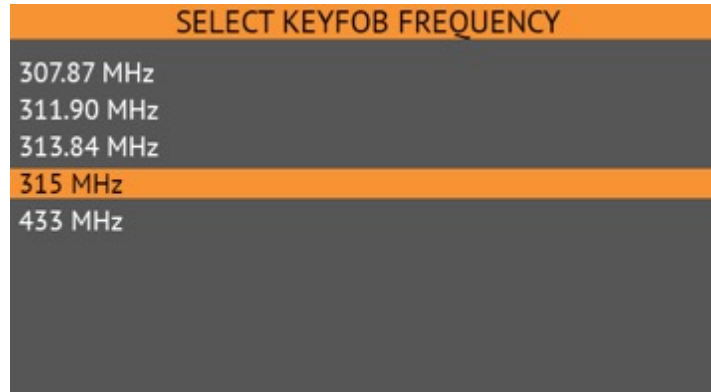 SELECT KEYFOB FREQUENCY
307.87 MHz
311.90 MHz
313.84 MHz
315 MHz
433 MHz